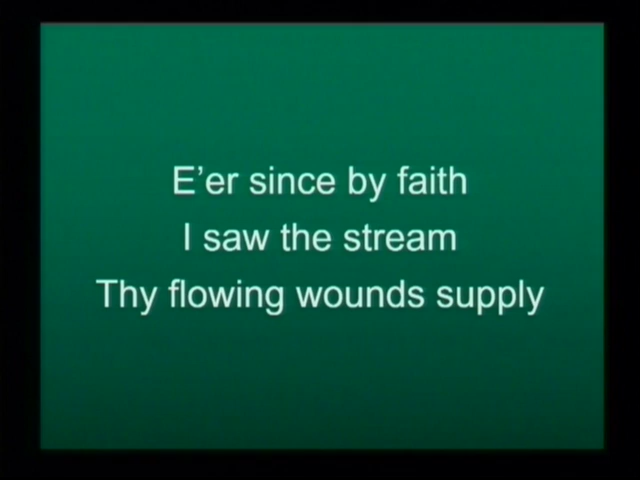 E’er since by faith
I saw the stream
Thy flowing wounds supply